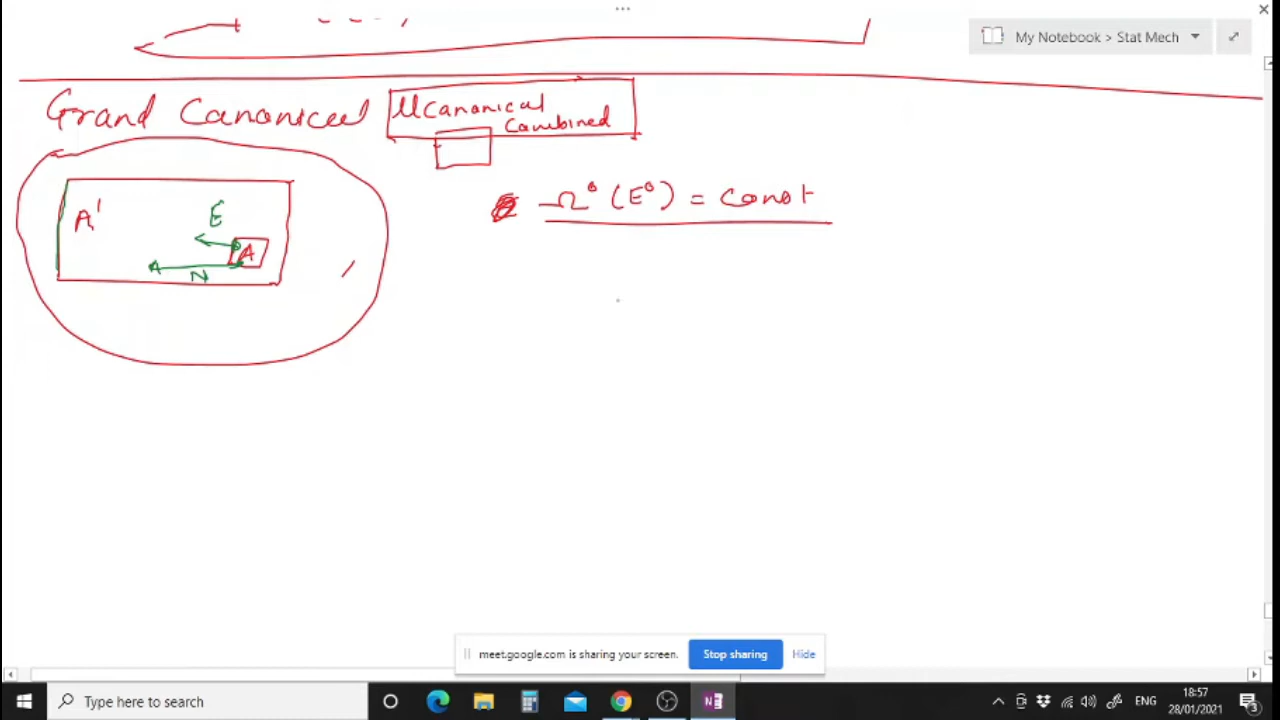 My Notebook > Stat Mech
Grand Canonical
μCanonical
Combined
A'
E
A
N
Ω° (E°) = const
meet.google.com is sharing your screen.
Stop sharing
Hide
Type here to search
ENG
18:57
28/01/2021
3